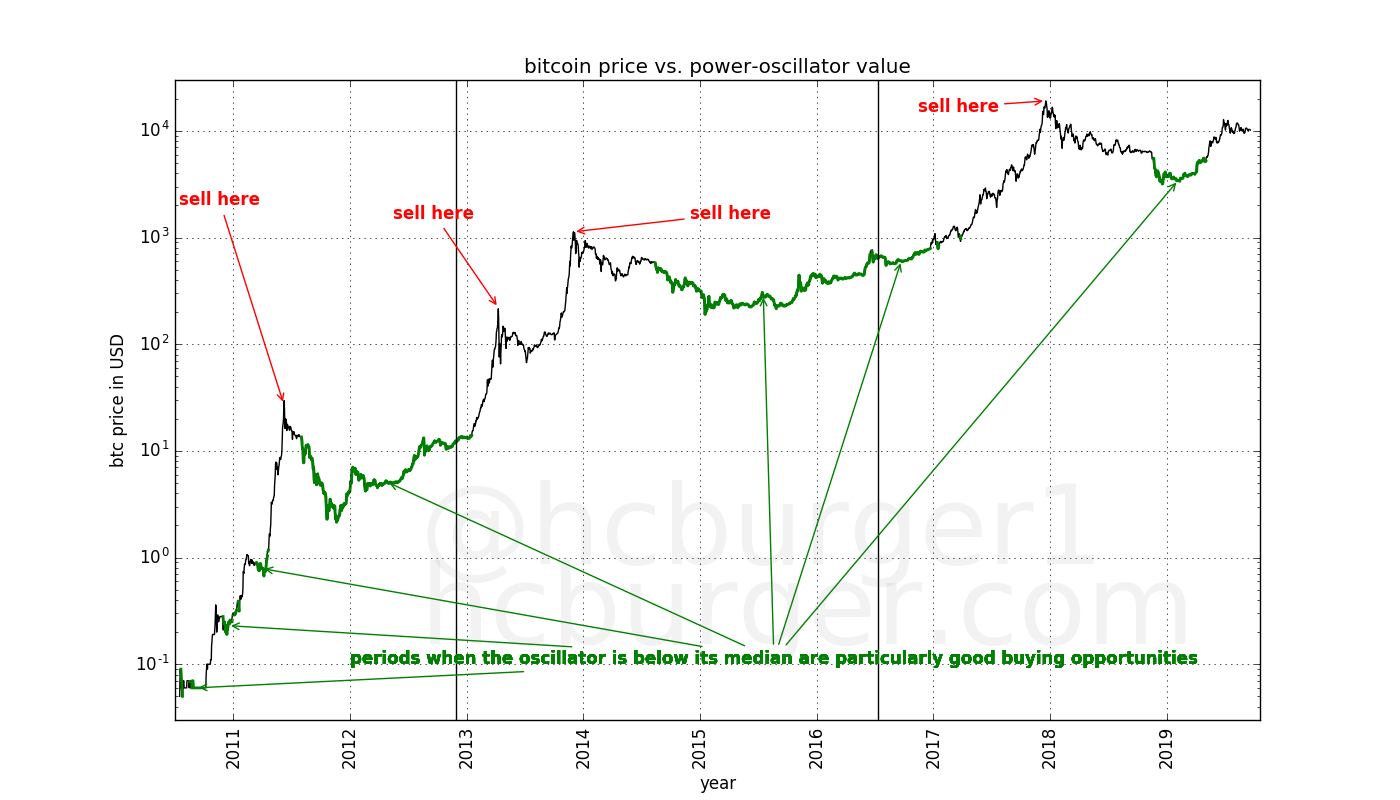 bitcoin price vs. power-oscillator value
sell here
sell here
sell here
sell here
10^4
10^3
10^2
10^1
10^0
10^-1
btc price in USD
@hcburger1
hcburger.com
periods when the oscillator is below its median are particularly good buying opportunities
2011 2012 2013 2014 2015 2016 2017 2018 2019
year